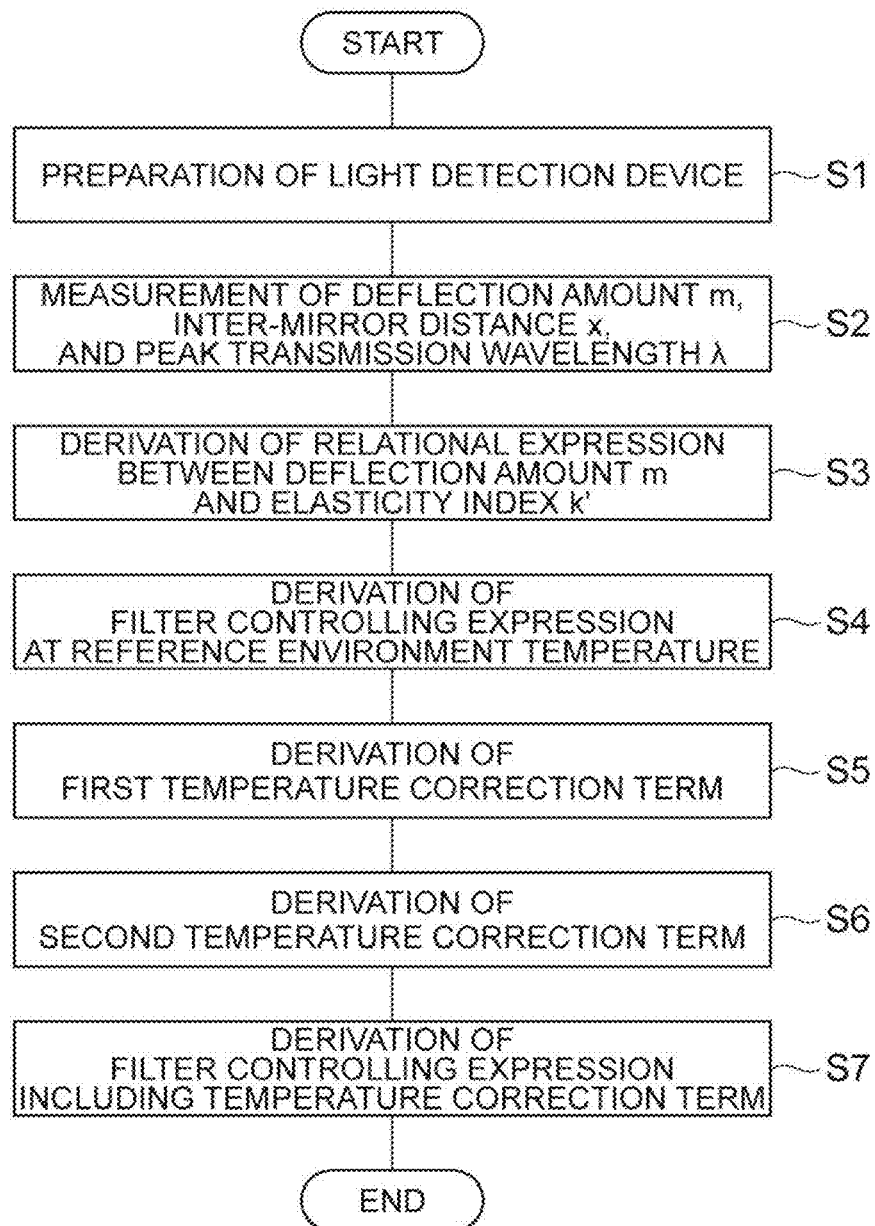 START
PREPARATION OF LIGHT DETECTION DEVICE
S1
MEASUREMENT OF DEFLECTION AMOUNT m,
INTER-MIRROR DISTANCE x,
AND PEAK TRANSMISSION WAVELENGTH λ
S2
DERIVATION OF RELATIONAL EXPRESSION
BETWEEN DEFLECTION AMOUNT m
AND ELASTICITY INDEX k'
S3
DERIVATION OF
FILTER CONTROLLING EXPRESSION
AT REFERENCE ENVIRONMENT TEMPERATURE
S4
DERIVATION OF
FIRST TEMPERATURE CORRECTION TERM
S5
DERIVATION OF
SECOND TEMPERATURE CORRECTION TERM
S6
DERIVATION OF
FILTER CONTROLLING EXPRESSION
INCLUDING TEMPERATURE CORRECTION TERM
S7
END